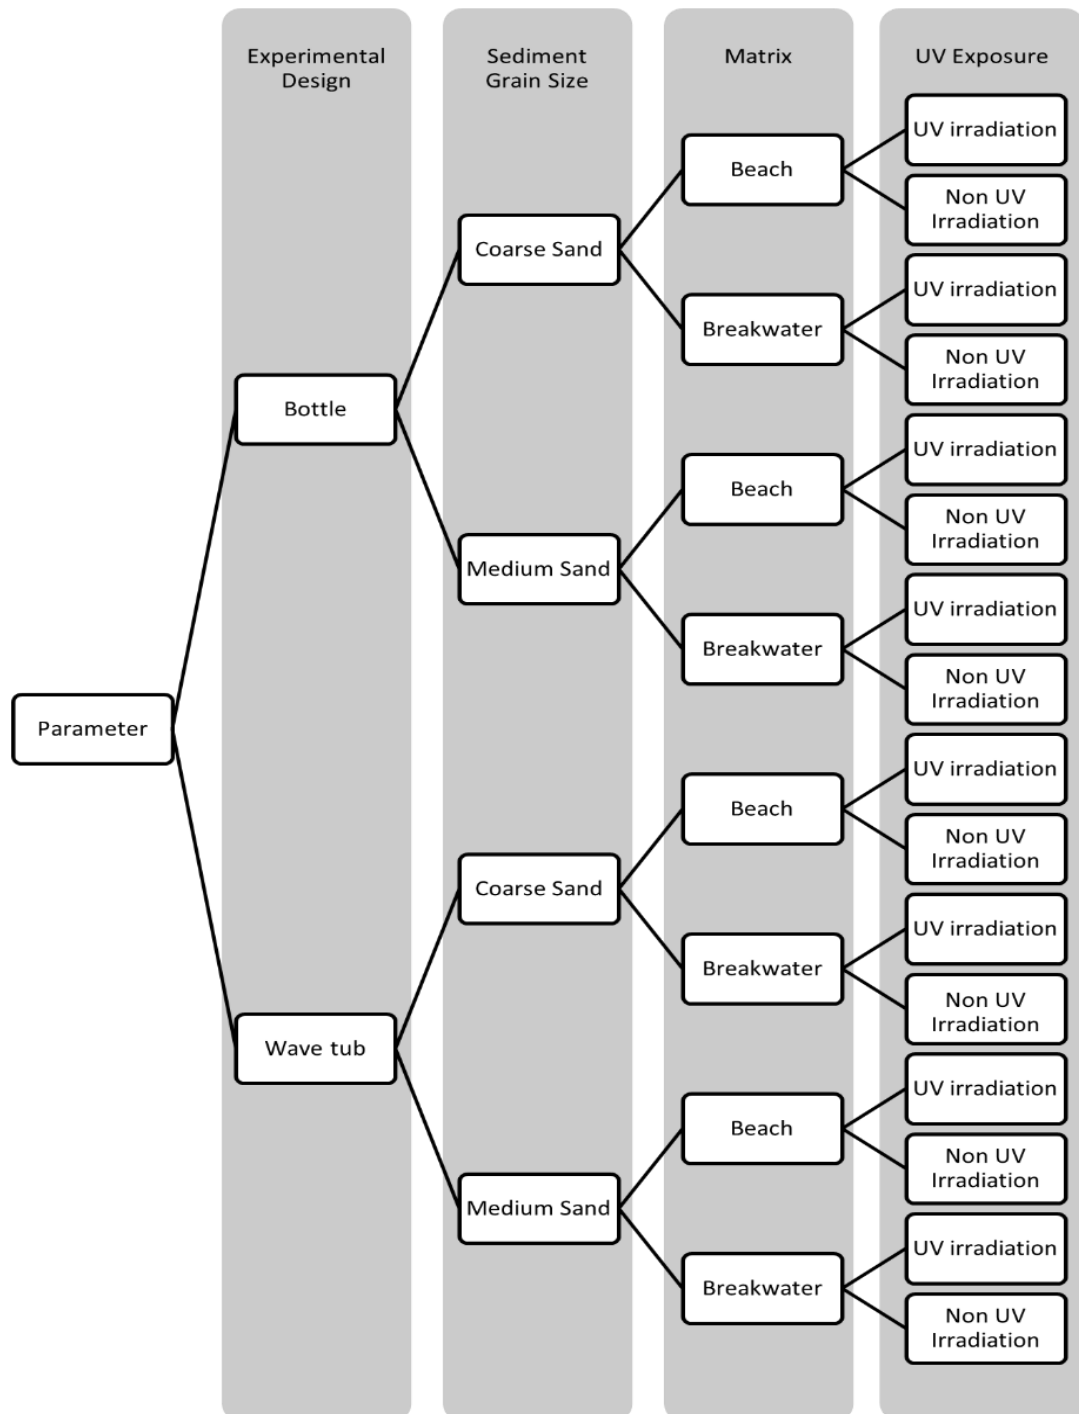 Experimental
Design
Sediment
Grain Size
Matrix
UV Exposure
UV irradiation
Beach
Non UV
Irradiation
Coarse Sand
UV irradiation
Breakwater
Non UV
Irradiation
Bottle
UV irradiation
Beach
Non UV
Irradiation
Medium Sand
UV irradiation
Breakwater
Non UV
Irradiation
Parameter
UV irradiation
Beach
Non UV
Irradiation
Coarse Sand
UV irradiation
Breakwater
Non UV
Irradiation
Wave tub
UV irradiation
Beach
Non UV
Irradiation
Medium Sand
UV irradiation
Breakwater
Non UV
Irradiation